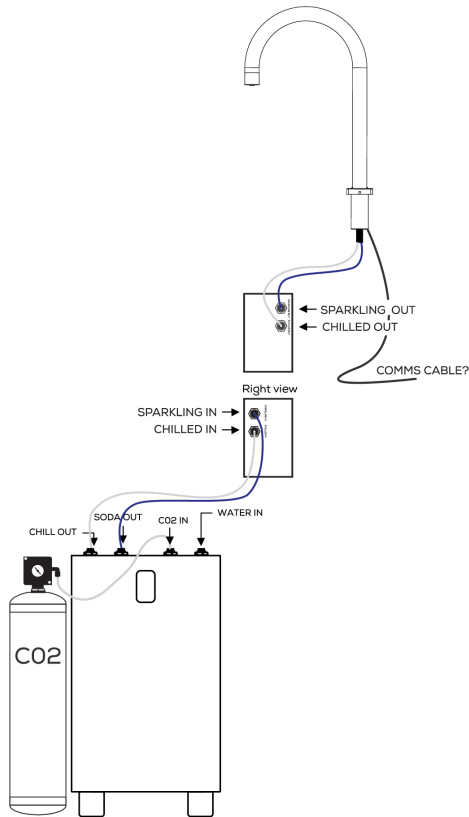 SPARKLING OUT
CHILLED OUT
COMMS CABLE?
Right view
SPARKLING IN
CHILLED IN
SODA OUT
C02 IN
WATER IN
CHILL OUT
C02